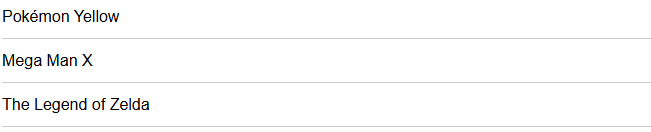 Pokémon Yellow
Mega Man X
The Legend of Zelda